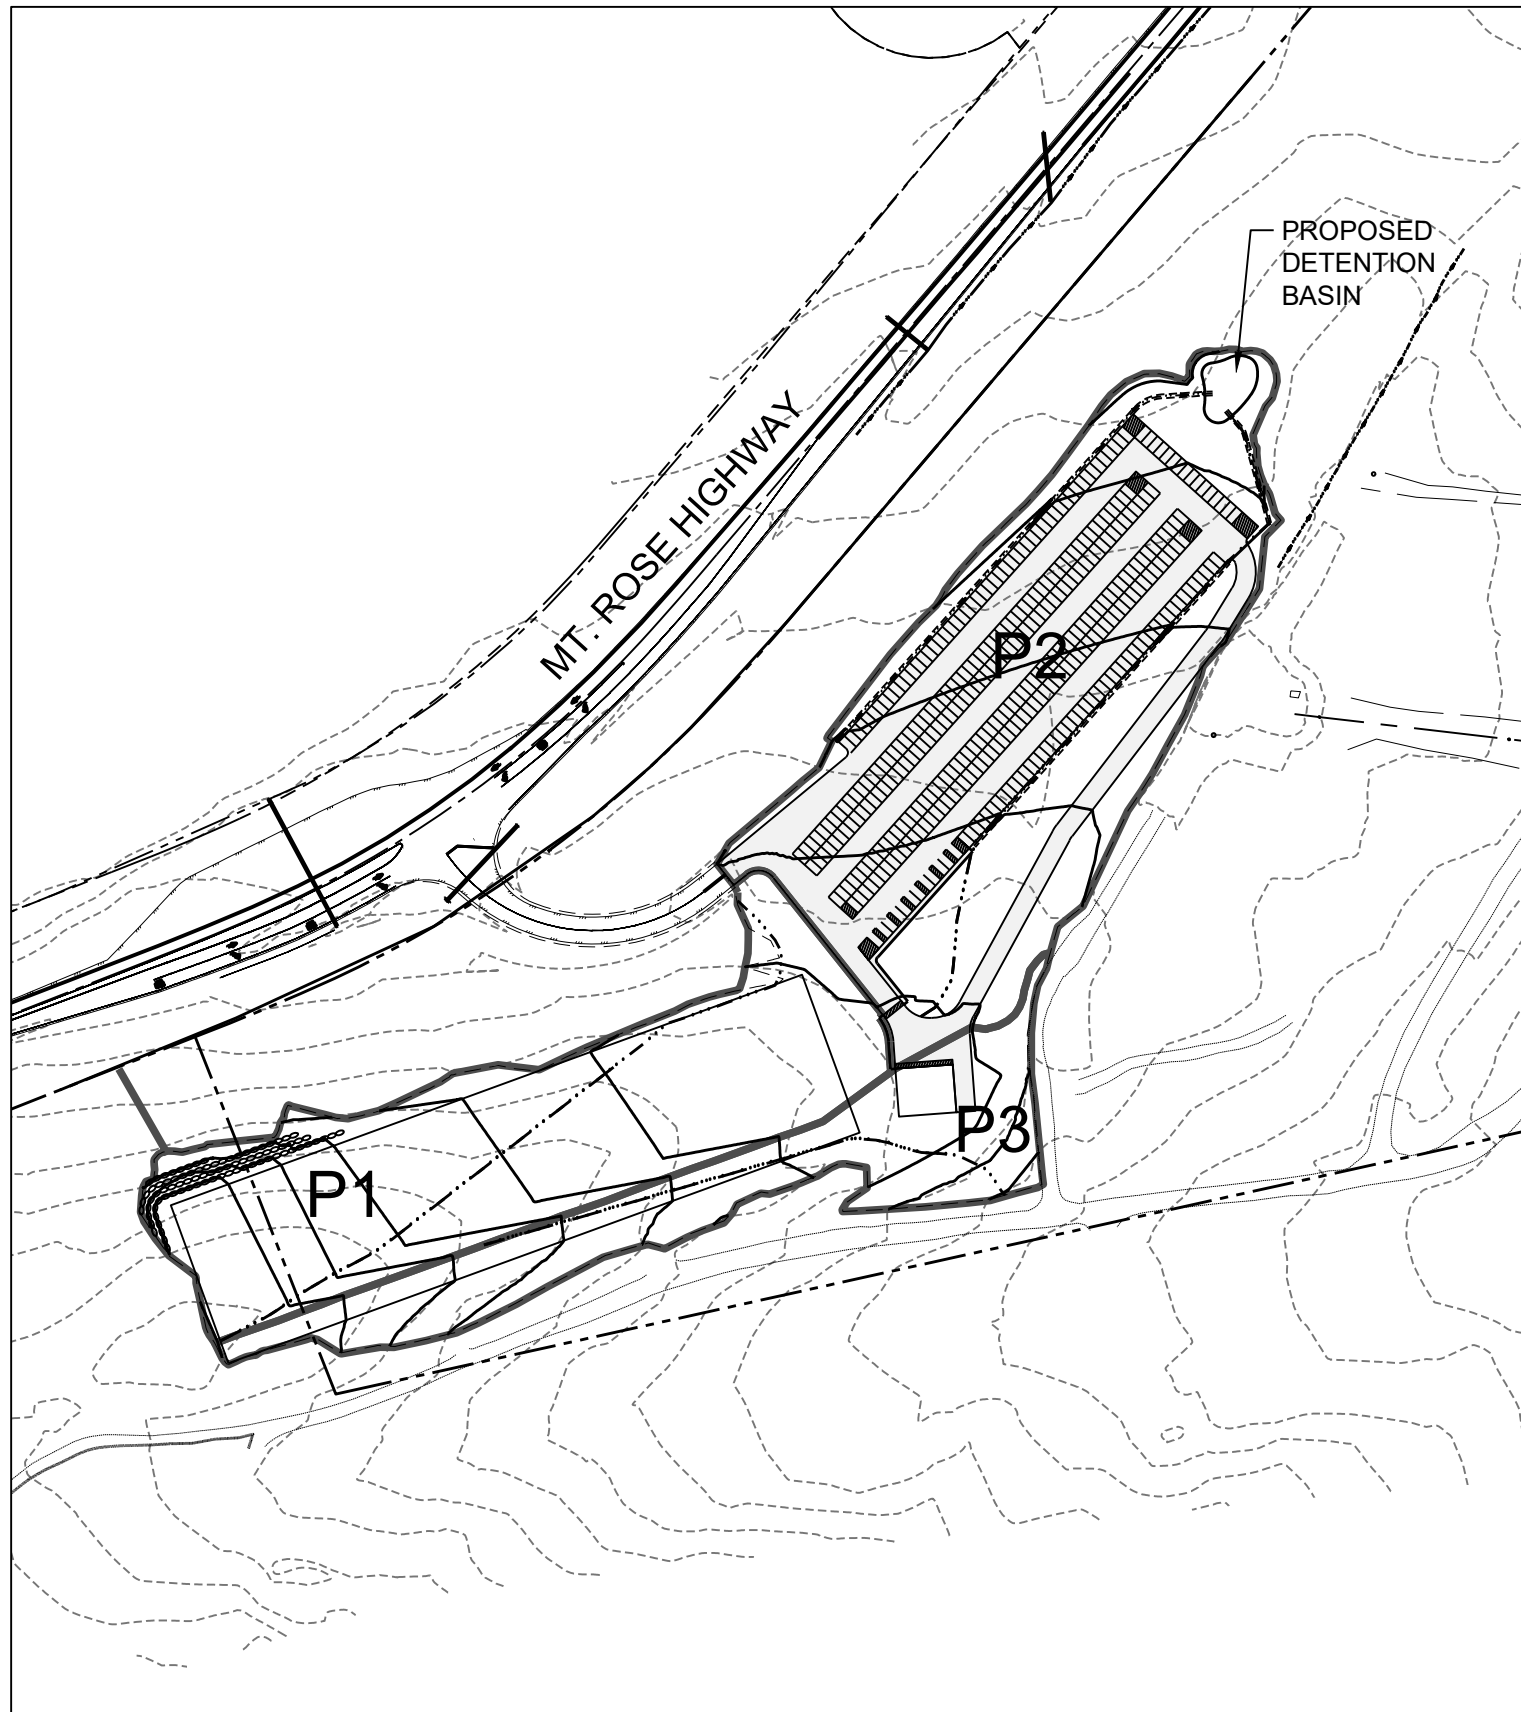 PROPOSED
DETENTION
BASIN
MT. ROSE HIGHWAY
P2
P3
P1